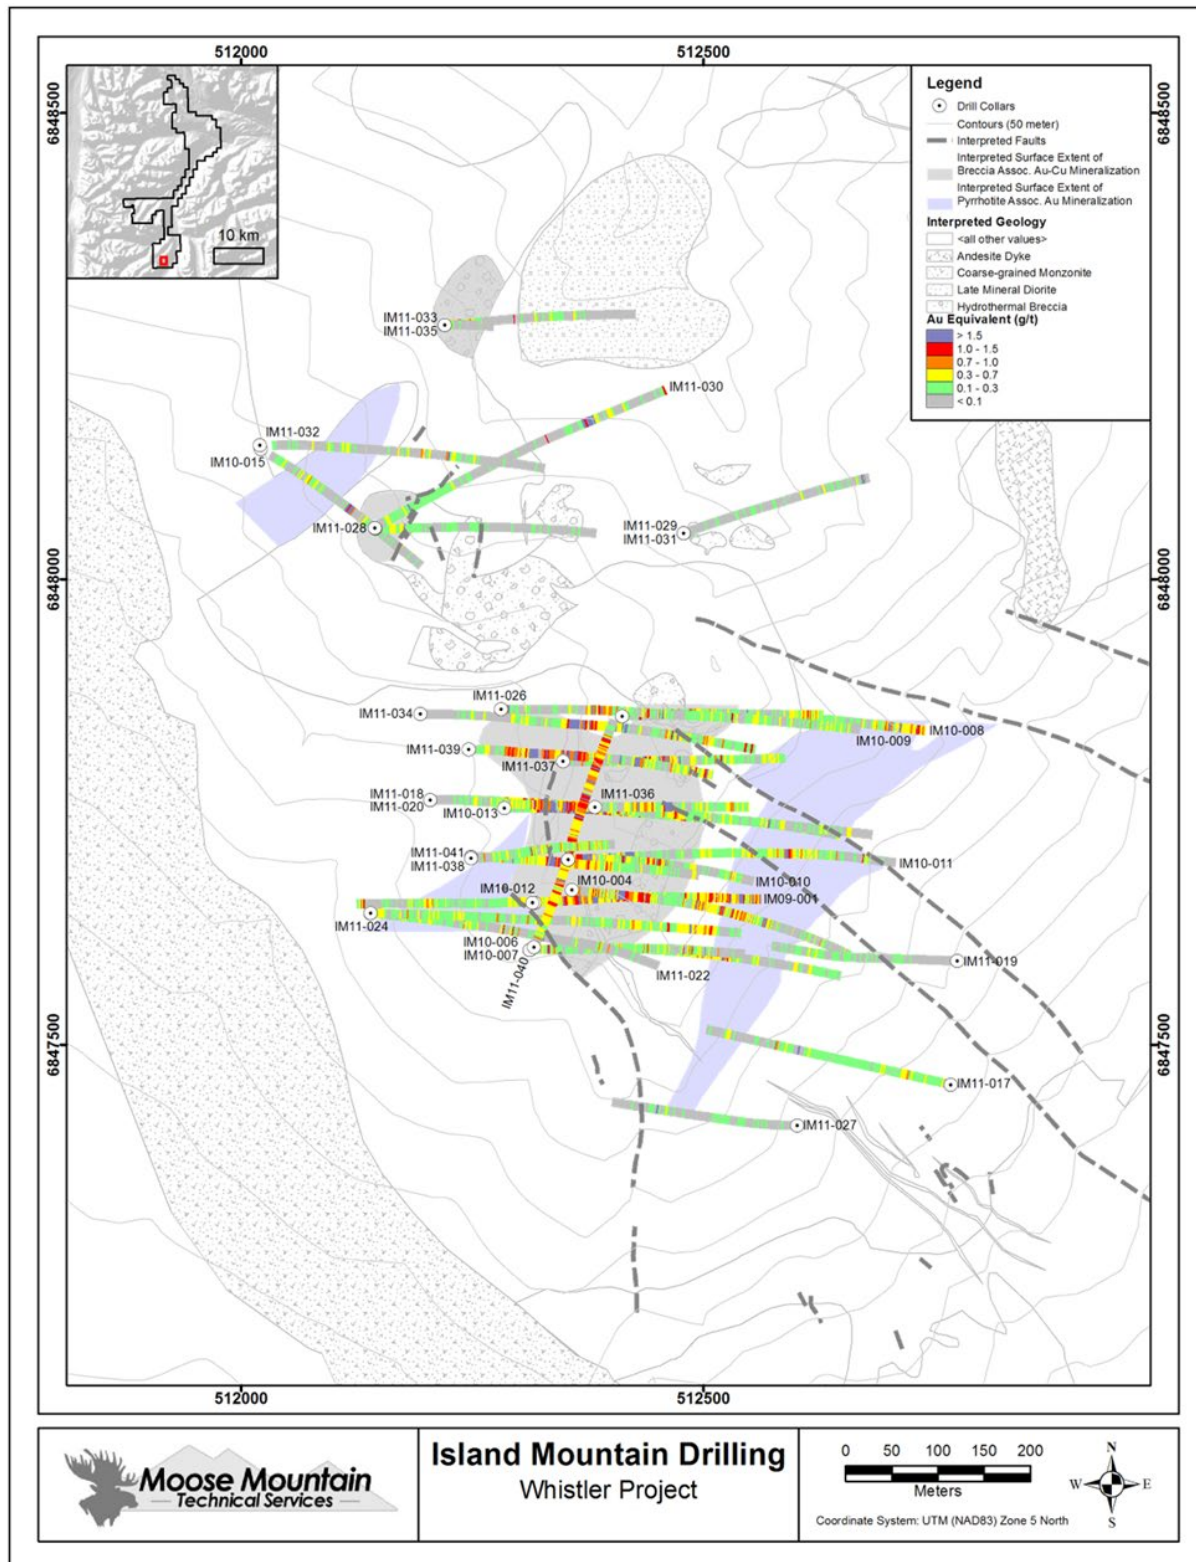 512000
512500
6848500
6848500
10 km
Legend
Drill Collars
Contours (50 meter)
Interpreted Faults
Interpreted Surface Extent of
Breccia Assoc. Au-Cu Mineralization
Interpreted Surface Extent of
Pyrrhotite Assoc. Au Mineralization
Interpreted Geology
<all other values>
Andesite Dyke
Coarse-grained Monzonite
Late Mineral Diorite
Hydrothermal Breccia
Au Equivalent (g/t)
> 1.5
1.0 - 1.5
0.7 - 1.0
0.3 - 0.7
0.1 - 0.3
< 0.1
IM11-033
IM11-035
IM11-030
IM11-032
IM10-015
IM11-028
IM11-029
IM11-031
6848000
6848000
IM11-026
IM11-034
IM10-008
IM10-009
IM11-039
IM11-037
IM11-018
IM11-020
IM10-013
IM11-036
IM11-041
IM11-038
IM10-011
IM10-010
IM10-004
IM10-012
IM09-001
IM11-024
IM10-006
IM10-007
IM11-040
IM11-022
IM11-019
6847500
6847500
IM11-017
IM11-027
512000
512500
Moose Mountain
Technical Services
Island Mountain Drilling
Whistler Project
0 50 100 150 200
Meters
N
W E
S
Coordinate System: UTM (NAD83) Zone 5 North